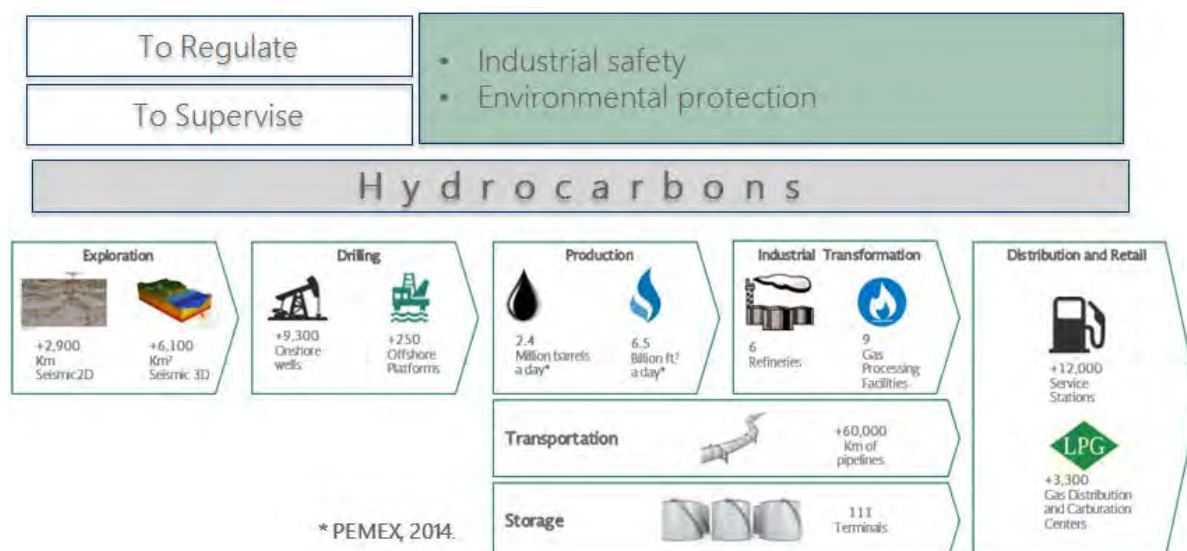 To Regulate
To Supervise
• Industrial safety
• Environmental protection
Hydrocarbons
Exploration
+2,900
Km
Seismic2D
+6,100
Km²
Seismic 3D
Drilling
+9,300
Onshore
wells
+250
Offshore
Platforms
Production
2.4
Million barrels
a day*
6.5
Billion ft³
a day*
Industrial Transformation
6
Refineries
9
Gas
Processing
Facilities
Distribution and Retail
+12,000
Service
Stations
LPG
+3,300
Gas Distribution
and Carburation
Centers
Transportation
+60,000
Km of
pipelines
Storage
111
Terminals
* PEMEX, 2014.